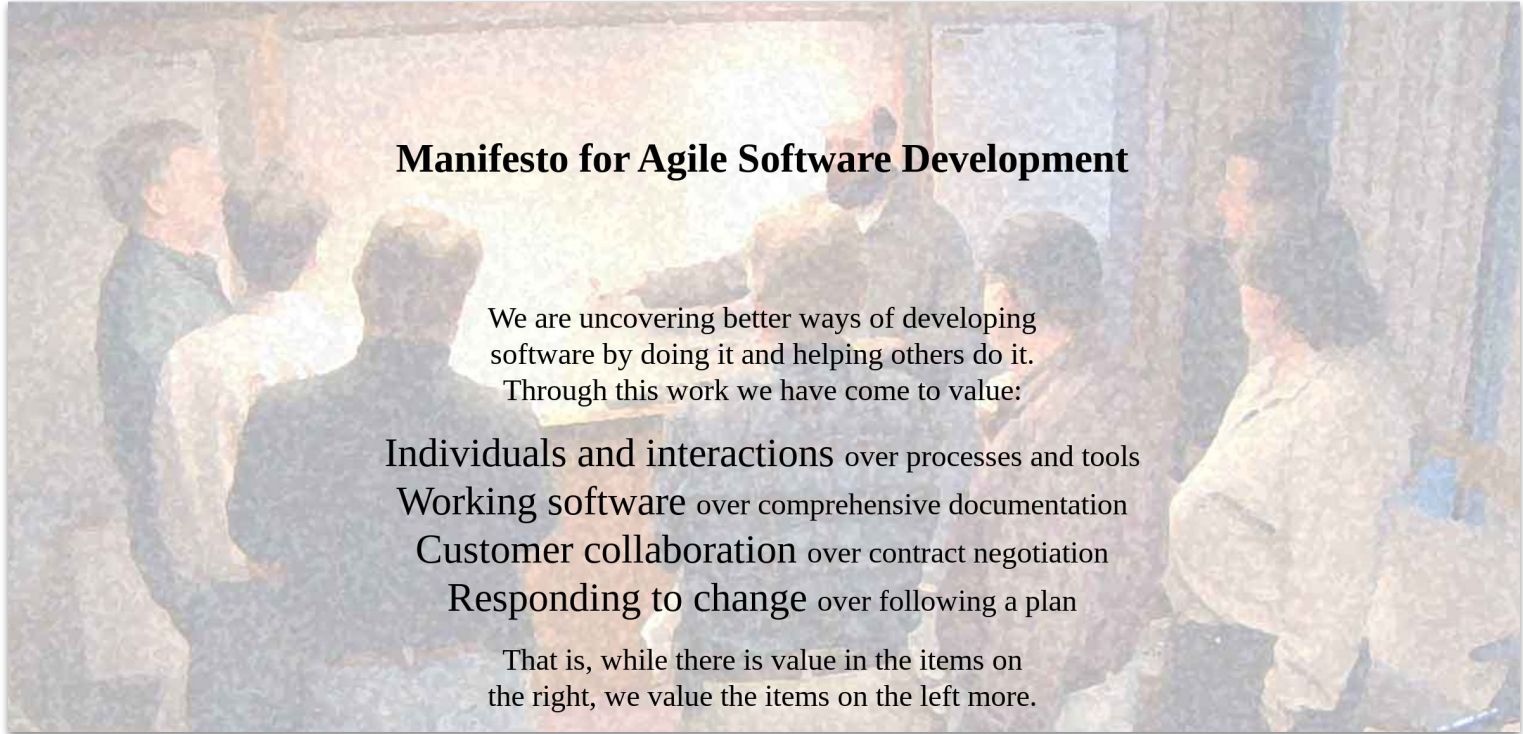 Manifesto for Agile Software Development
We are uncovering better ways of developing
software by doing it and helping others do it.
Through this work we have come to value:
Individuals and interactions over processes and tools
Working software over comprehensive documentation
Customer collaboration over contract negotiation
Responding to change over following a plan
That is, while there is value in the items on
the right, we value the items on the left more.